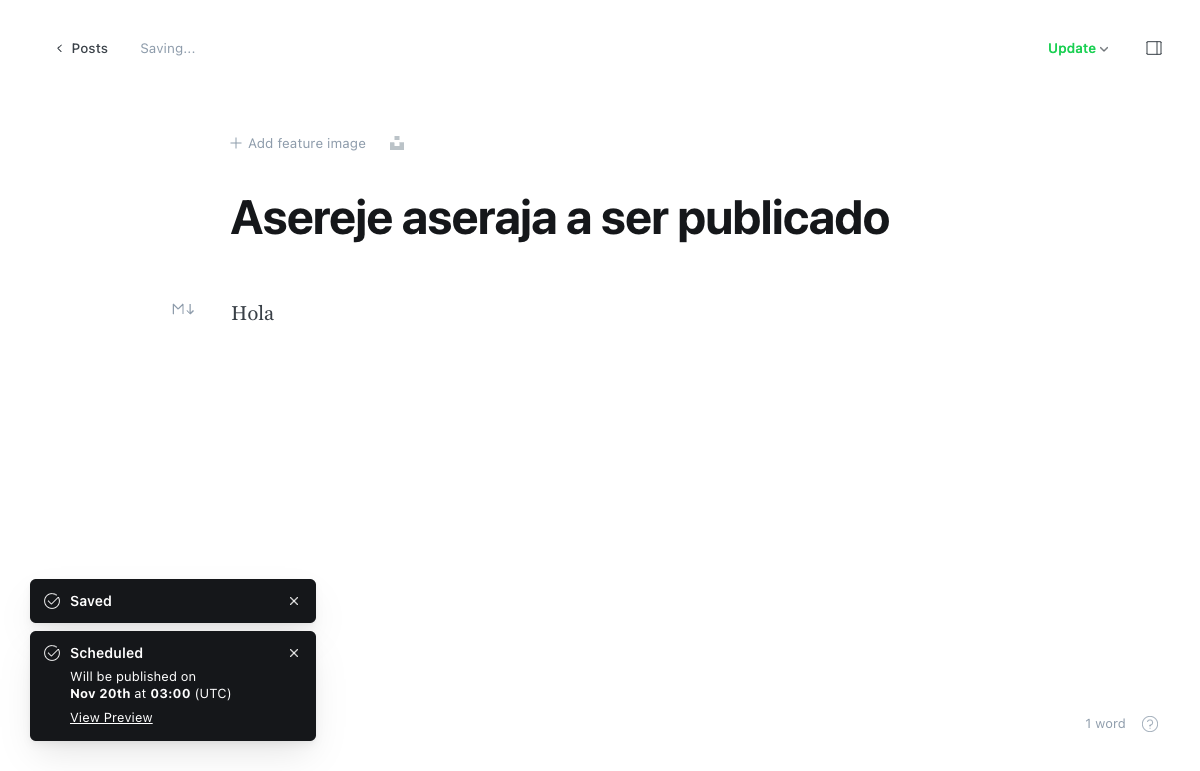 Posts
Saving...
Update
Add feature image
Asereje aseraja a ser publicado
M↓
Hola
Saved
Scheduled
Will be published on
Nov 20th at 03:00 (UTC)
View Preview
1 word
?